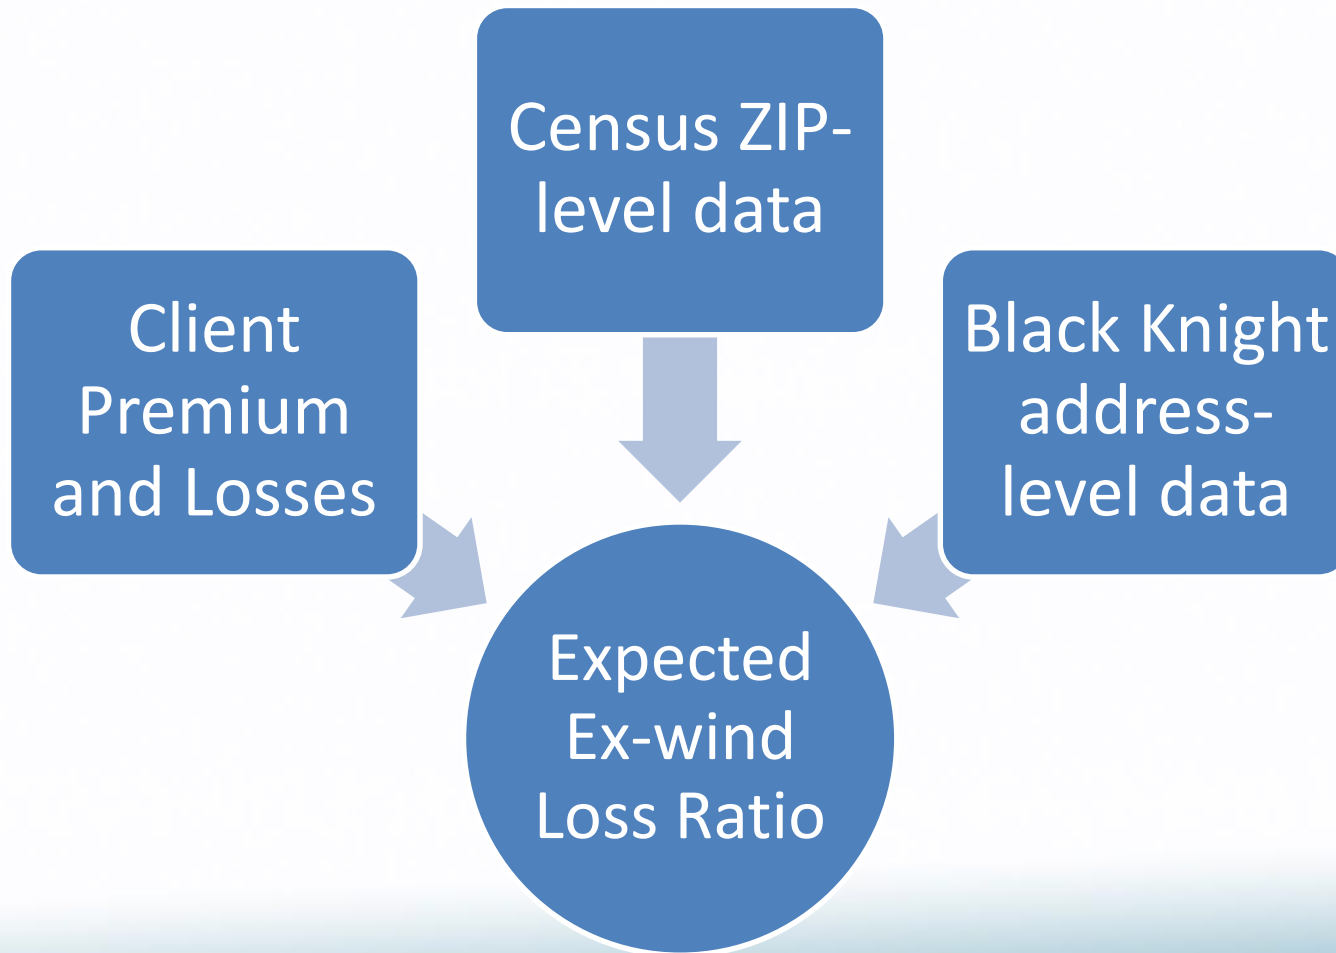 Census ZIP-
level data
Client
Premium
and Losses
Black Knight
address-
level data
Expected
Ex-wind
Loss Ratio